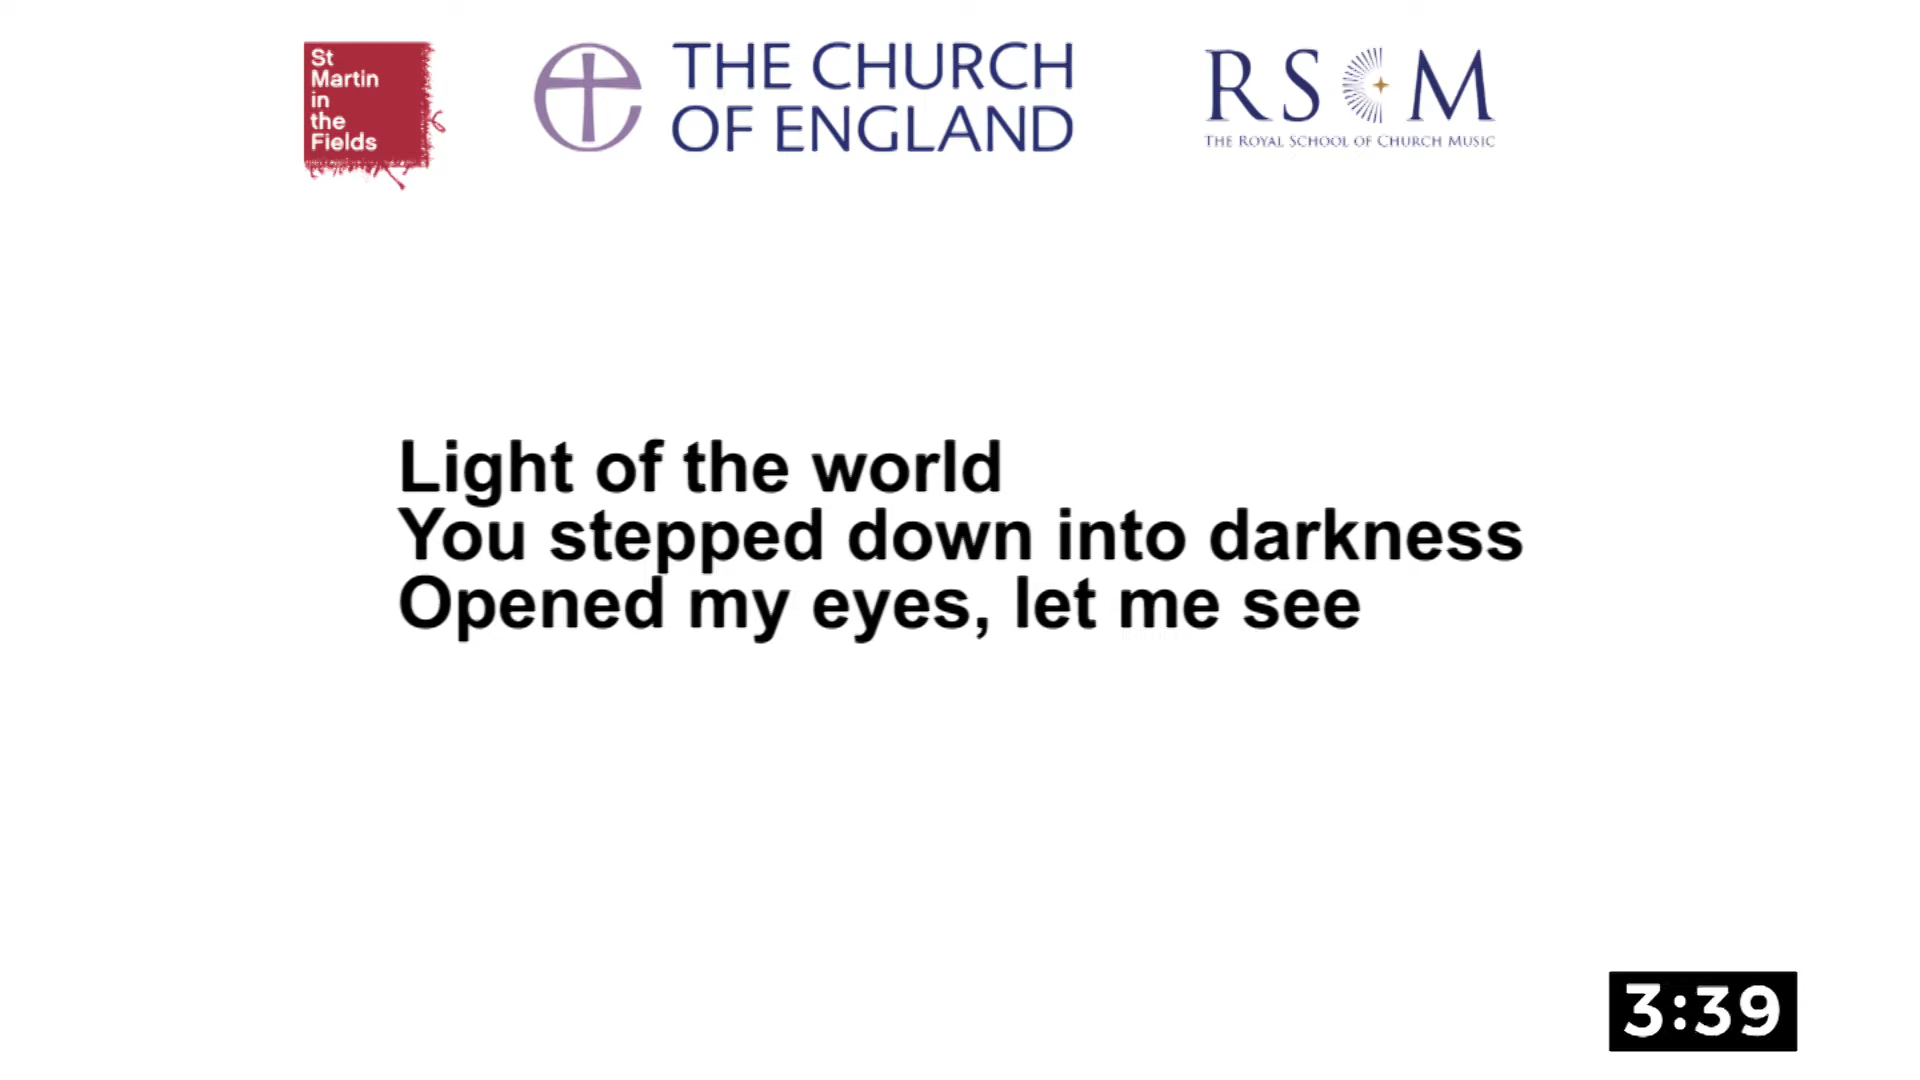 St
Martin
in
the
Fields
THE CHURCH
OF ENGLAND
RSCM
THE ROYAL SCHOOL OF CHURCH MUSIC
Light of the world
You stepped down into darkness
Opened my eyes, let me see
3:39